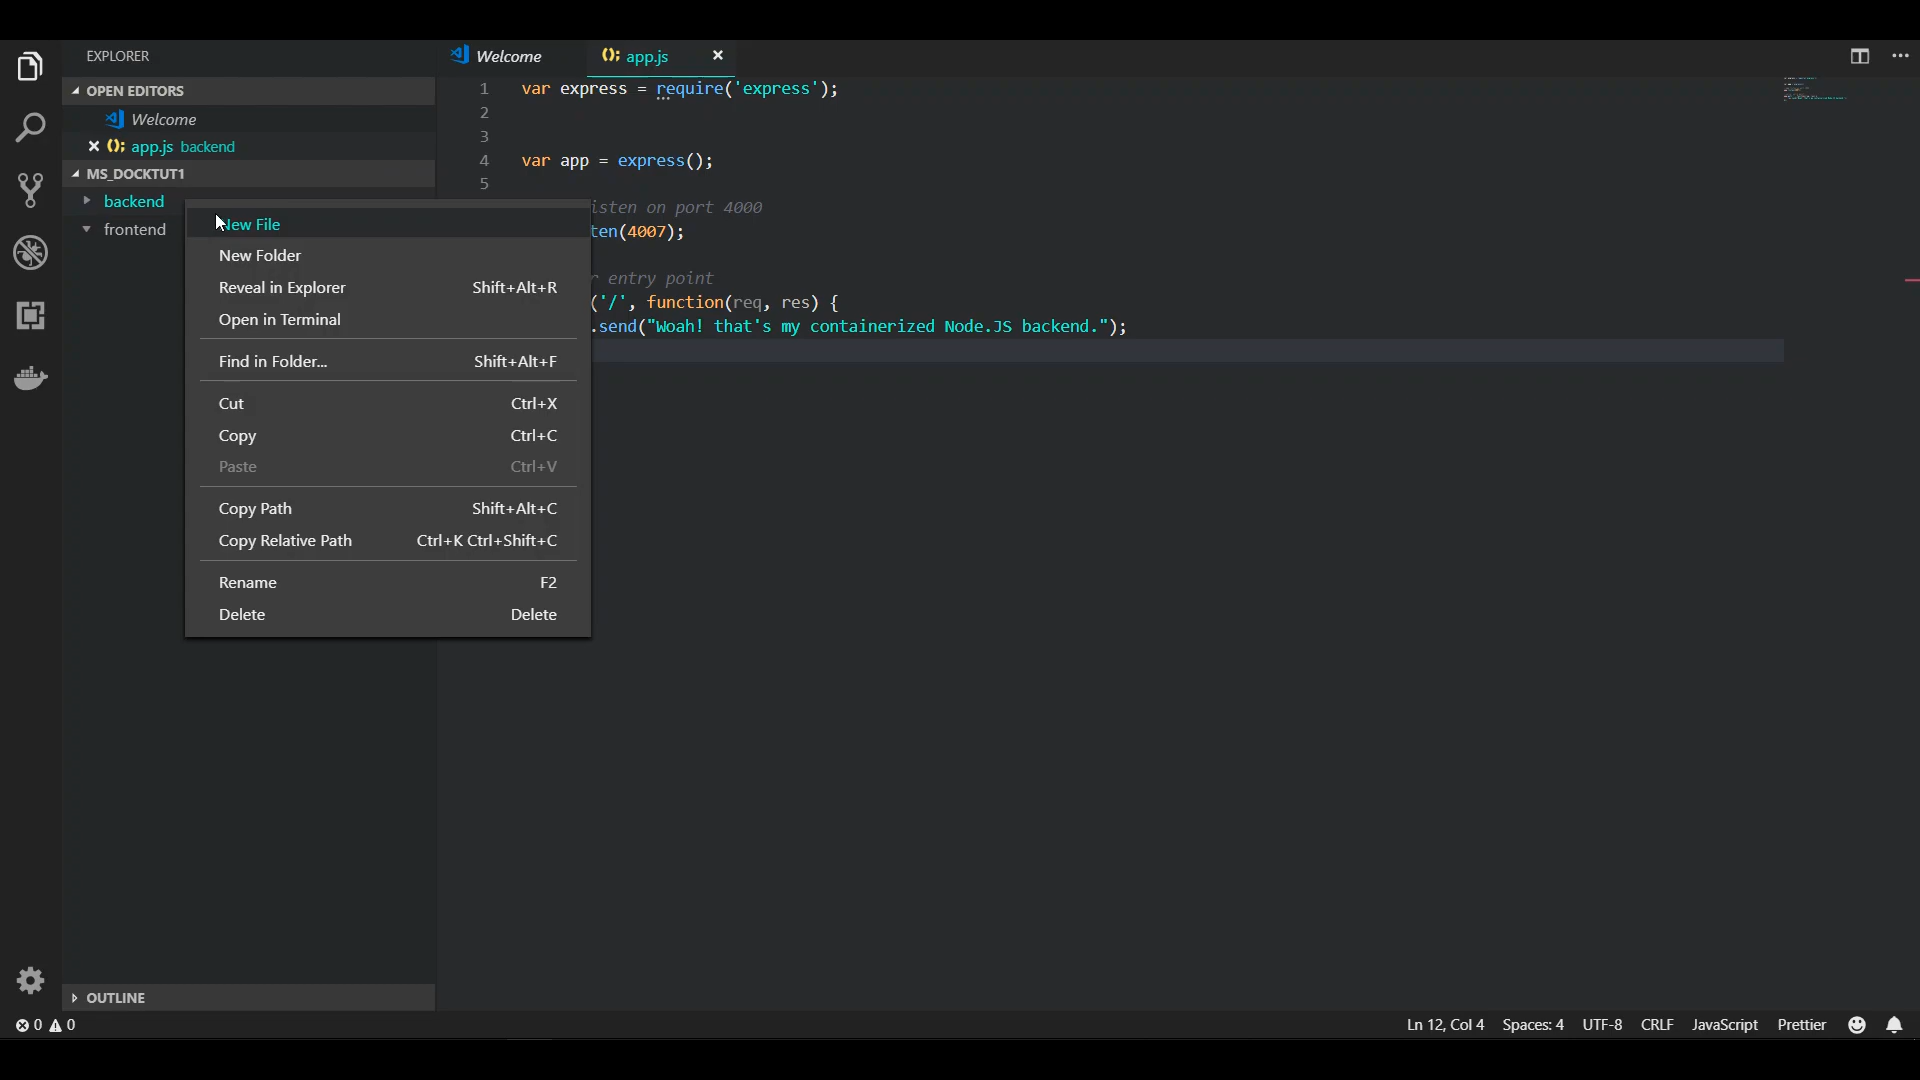 EXPLORER
OPEN EDITORS
Welcome
app.js backend
MS_DOCKTUT1
backend
frontend
New File
New Folder
Reveal in Explorer Shift+Alt+R
Open in Terminal
Find in Folder... Shift+Alt+F
Cut Ctrl+X
Copy Ctrl+C
Paste Ctrl+V
Copy Path Shift+Alt+C
Copy Relative Path Ctrl+K Ctrl+Shift+C
Rename F2
Delete Delete
OUTLINE
Welcome
app.js
1 var express = require('express');
2
3
4 var app = express();
5
isten on port 4000
ten(4007);
r entry point
('/', function(req, res) {
.send("Woah! that's my containerized Node.JS backend.");
0 0
Ln 12, Col 4 Spaces: 4 UTF-8 CRLF JavaScript Prettier